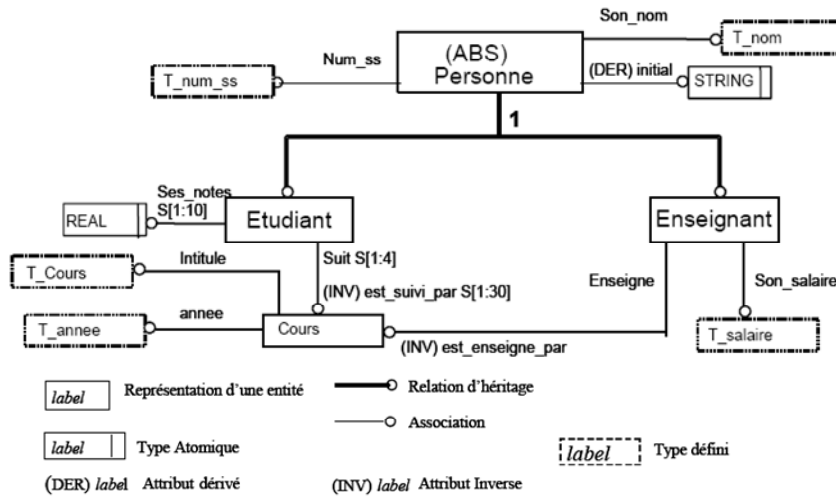 Son_nom
T_nom
(ABS)
Personne
Num_ss
T_num_ss
(DER) initial
STRING
1
Ses_notes
S[1:10]
REAL
Etudiant
Enseignant
T_Cours
Intitule
Suit S[1:4]
Enseigne
Son_salaire
(INV) est_suivi_par S[1:30]
T_annee
annee
Cours
(INV) est_enseigne_par
T_salaire
label Représentation d'une entité
Relation d'héritage
Association
label Type Atomique
label Type défini
(DER) label Attribut dérivé
(INV) label Attribut Inverse